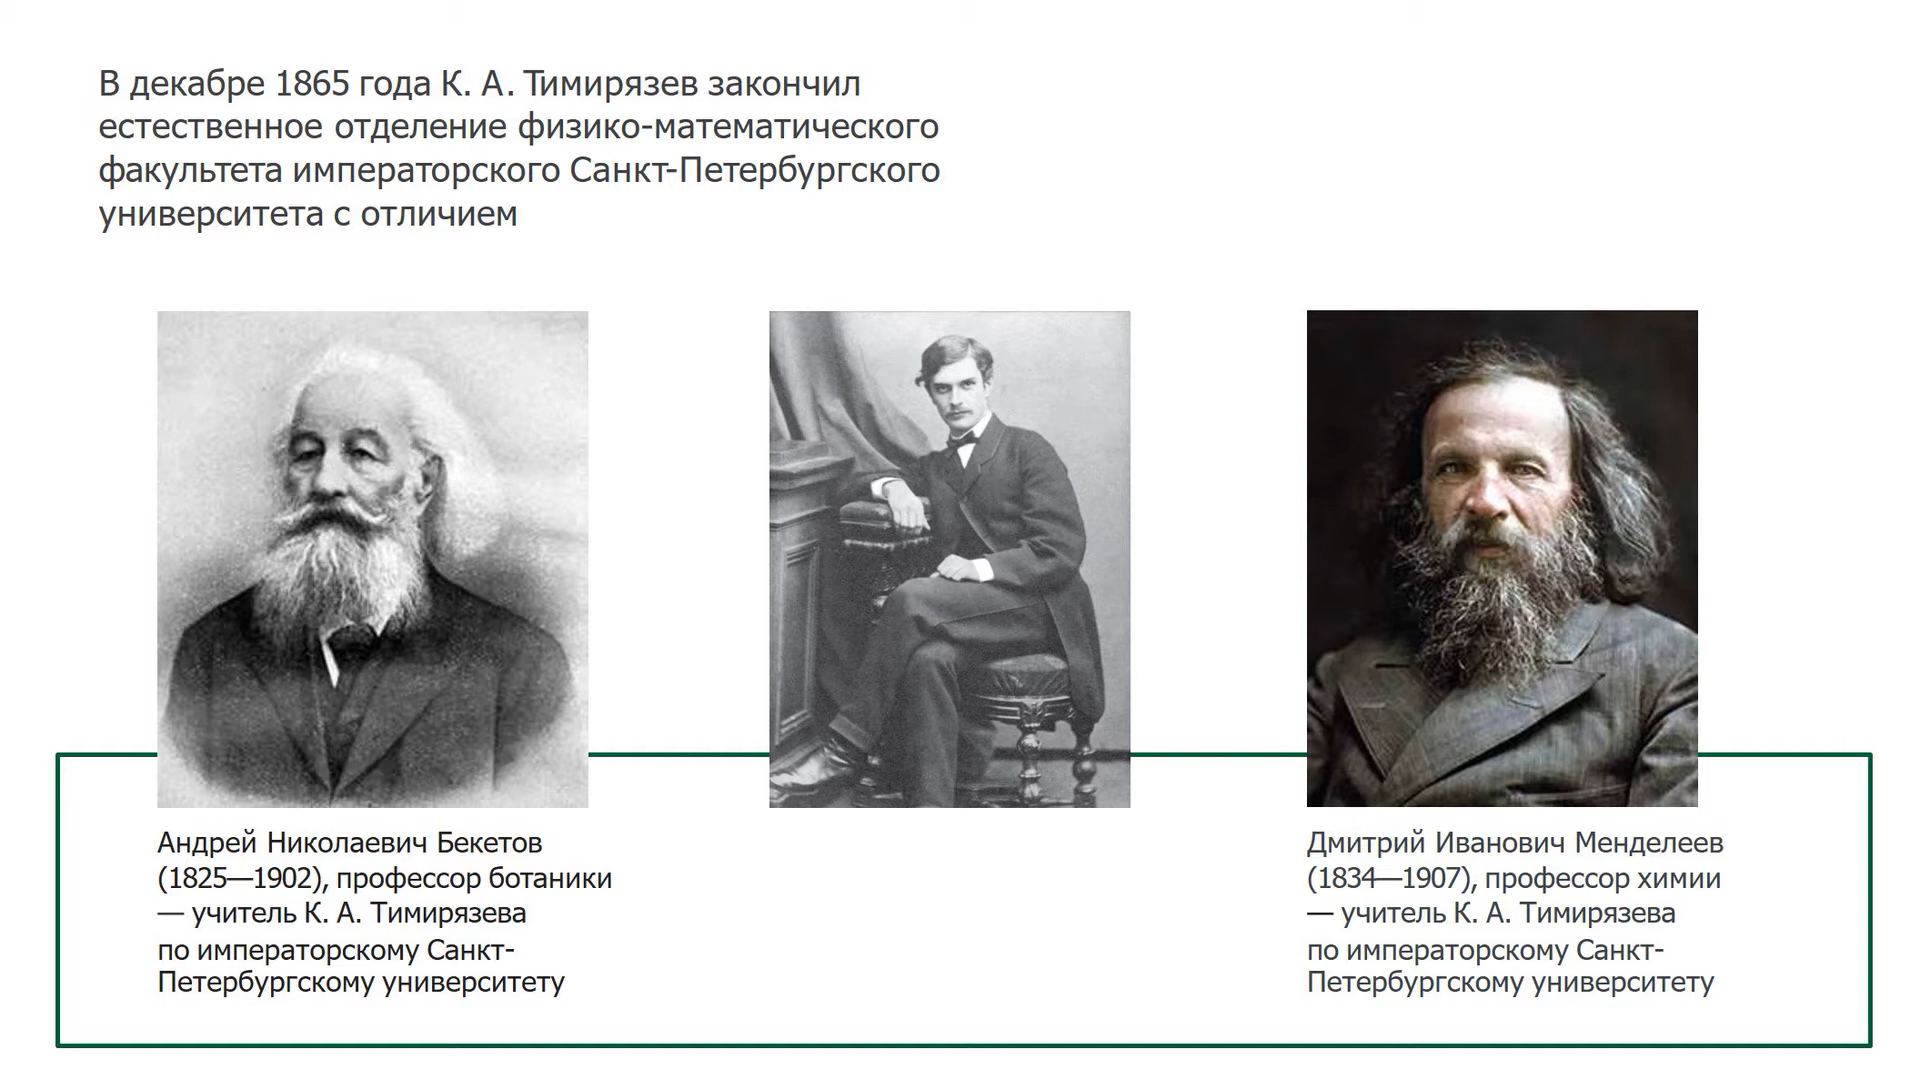 В декабре 1865 года К. А. Тимирязев закончил
естественное отделение физико-математического
факультета императорского Санкт-Петербургского
университета с отличием
Андрей Николаевич Бекетов
(1825—1902), профессор ботаники
— учитель К. А. Тимирязева
по императорскому Санкт-
Петербургскому университету
Дмитрий Иванович Менделеев
(1834—1907), профессор химии
— учитель К. А. Тимирязева
по императорскому Санкт-
Петербургскому университету